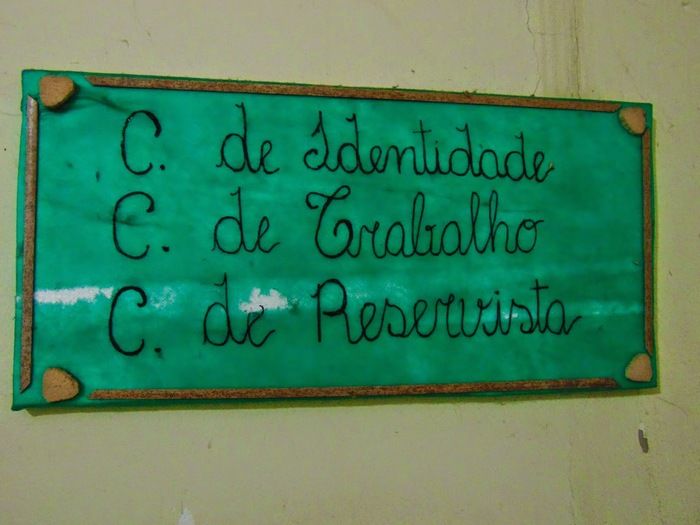 C. de Identidade
C. de Trabalho
C. de Reservista